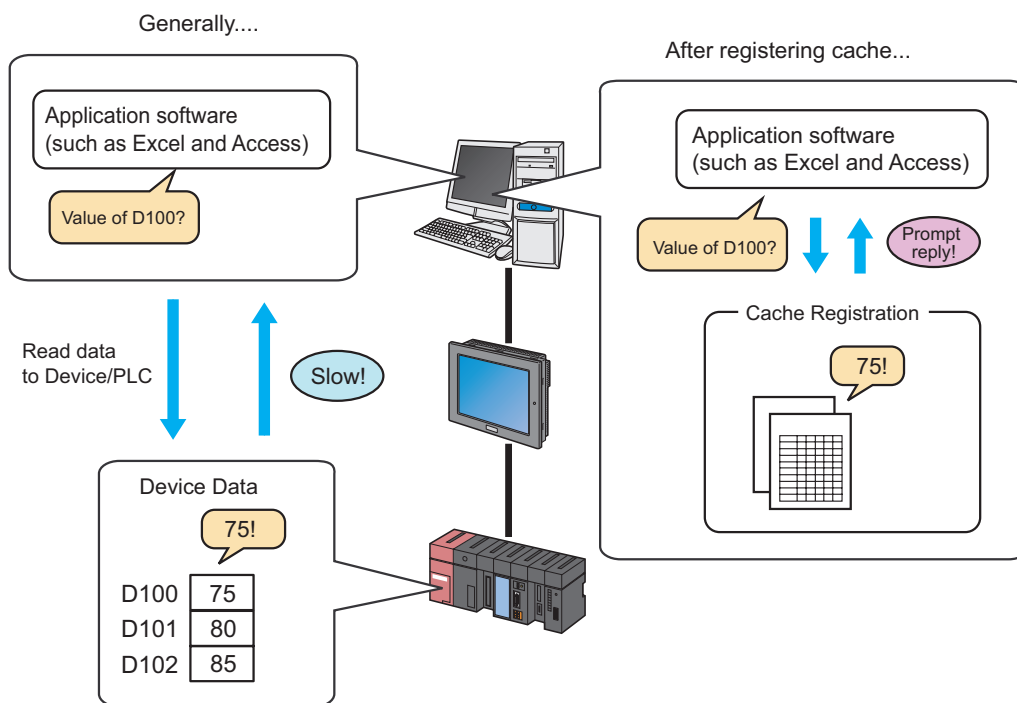 Generally....
Application software
(such as Excel and Access)
Value of D100?
Read data
to Device/PLC
Slow!
Device Data
75!
D100 75
D101 80
D102 85
After registering cache...
Application software
(such as Excel and Access)
Value of D100?
Prompt
reply!
Cache Registration
75!